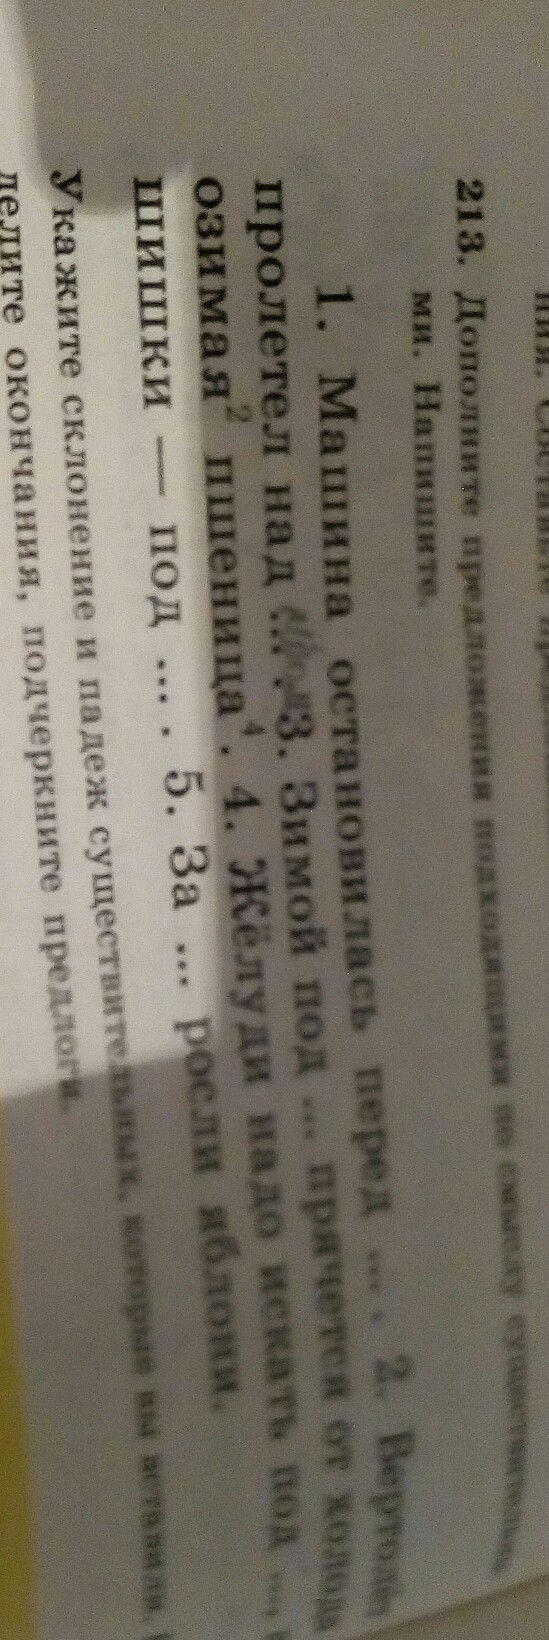 213. Дополните предложения подходящими по смыслу существительны
ми. Напишите.
1. Машина остановилась перед ... . 2. Вертолёт
пролетел над ... . 3. Зимой под ... прячется от холода
озимая² пшеница⁴. 4. Жёлуди надо искать под ...,
шишки — под ... . 5. За ... росли яблони.
Укажите склонение и падеж существительных, которые вы вставили.
делите окончания, подчеркните предлоги.